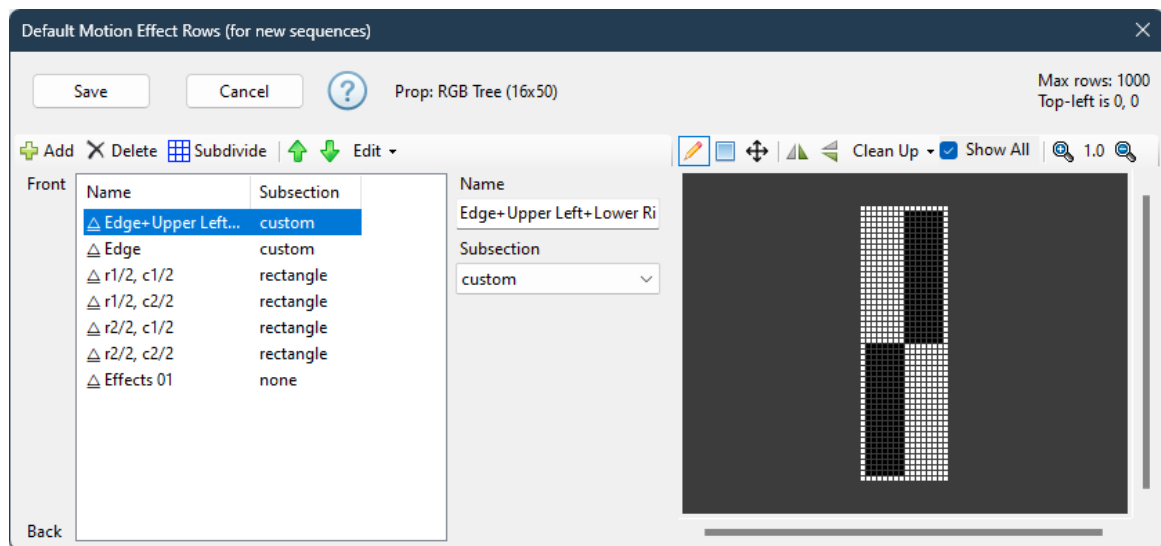 Default Motion Effect Rows (for new sequences)
Save
Cancel
?
Prop: RGB Tree (16x50)
Max rows: 1000
Top-left is 0, 0
Add
Delete
Subdivide
Edit
Clean Up
Show All
1.0
Front
Name Subsection
Edge+Upper Left... custom
Edge custom
r1/2, c1/2 rectangle
r1/2, c2/2 rectangle
r2/2, c1/2 rectangle
r2/2, c2/2 rectangle
Effects 01 none
Back
Name
Edge+Upper Left+Lower Ri
Subsection
custom